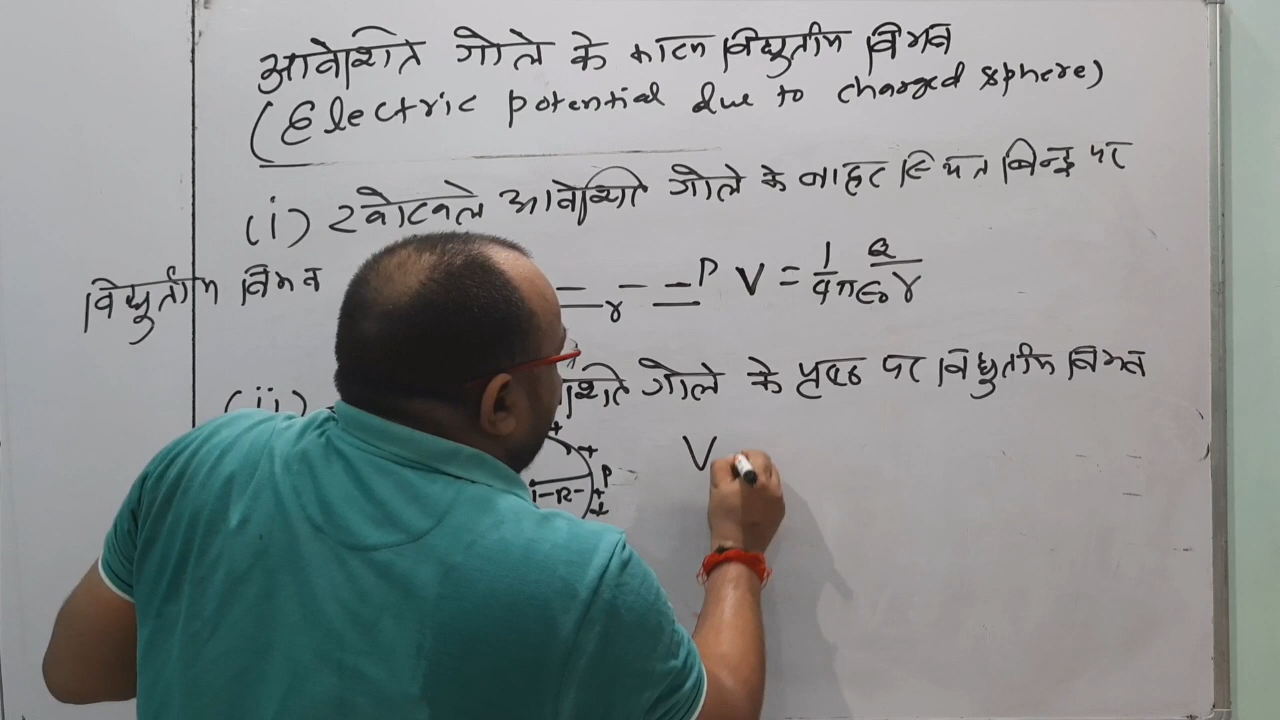 आवेशित गोले के कारण विद्युतीय विभव
(Electric potential due to charged sphere)
(i) खोखले आवेशित गोले के बाहर स्थित बिन्दु पर
विद्युतीय विभव
r P V = 1/4πε₀ Q/r
(ii) गोले के पृष्ठ पर विद्युतीय विभव
+ + P R + + V